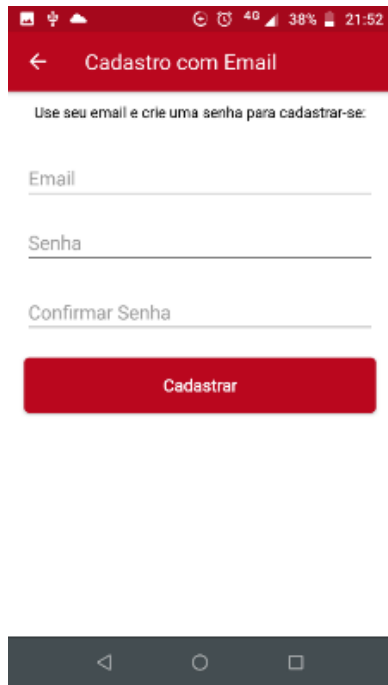 4G 38% 21:52
Cadastro com Email
Use seu email e crie uma senha para cadastrar-se:
Email
Senha
Confirmar Senha
Cadastrar